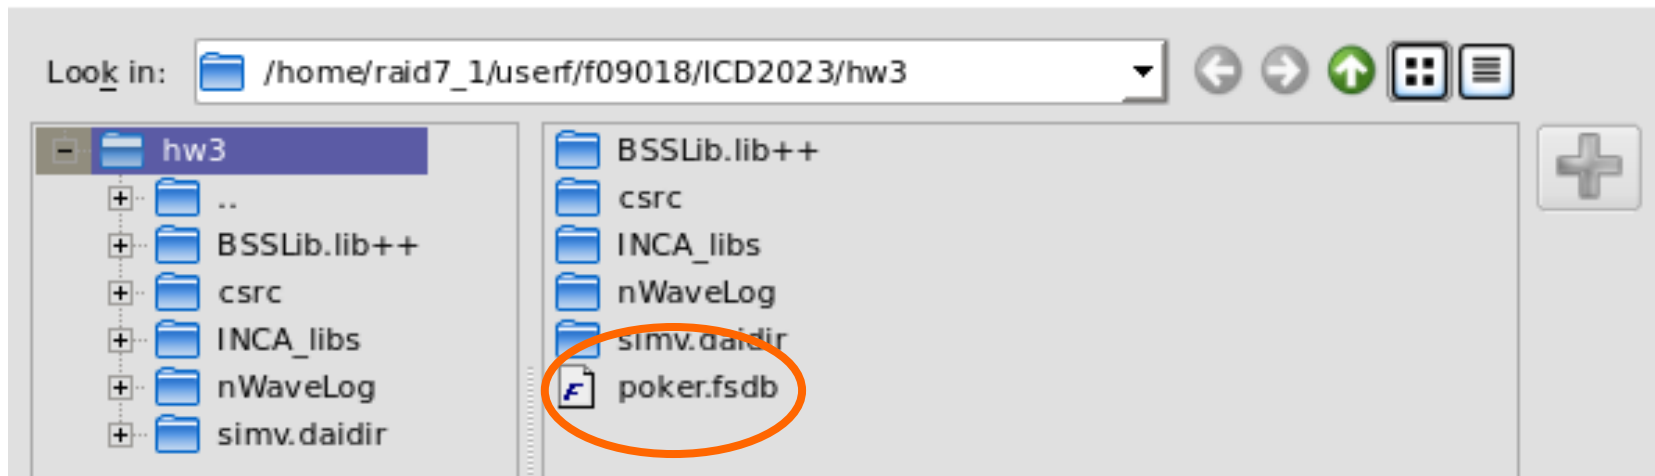 Look in: /home/raid7_1/userf/f09018/ICD2023/hw3
hw3
..
BSSLib.lib++
csrc
INCA_libs
nWaveLog
simv.daidir
BSSLib.lib++
csrc
INCA_libs
nWaveLog
simv.daidir
poker.fsdb